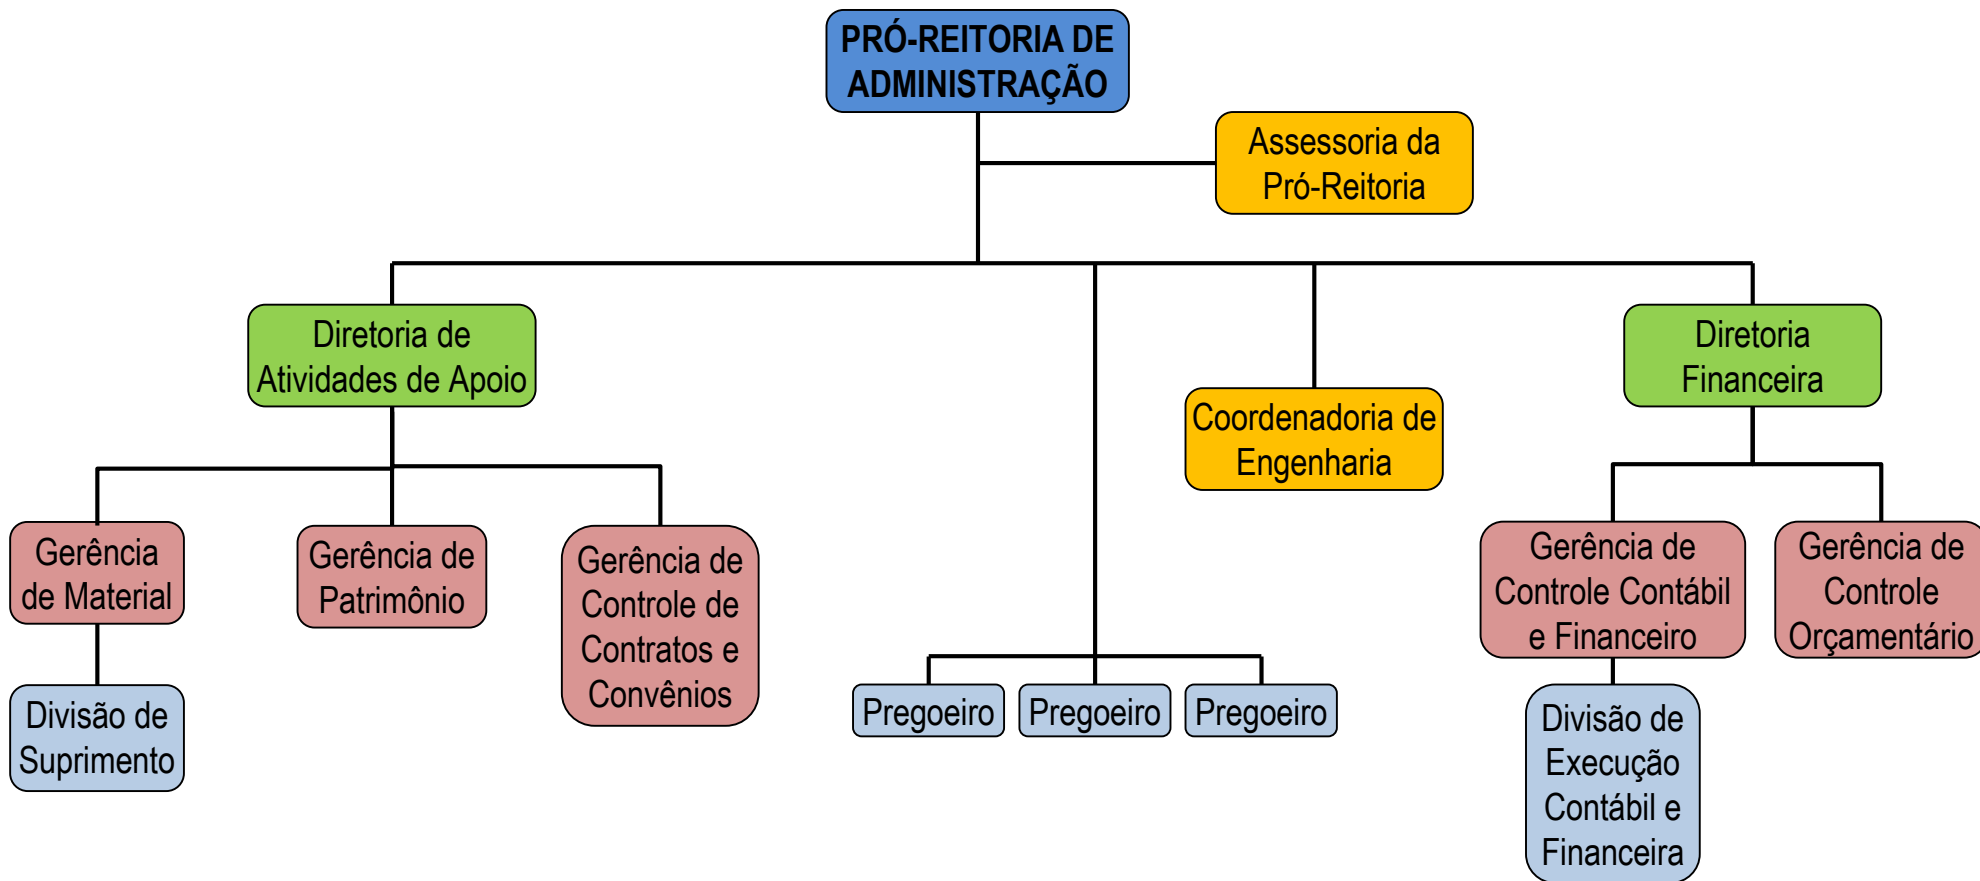 PRÓ-REITORIA DE
ADMINISTRAÇÃO
Assessoria da
Pró-Reitoria
Diretoria de
Atividades de Apoio
Diretoria
Financeira
Coordenadoria de
Engenharia
Gerência
de Material
Gerência de
Patrimônio
Gerência de
Controle de
Contratos e
Convênios
Gerência de
Controle Contábil
e Financeiro
Gerência de
Controle
Orçamentário
Divisão de
Suprimento
Pregoeiro
Pregoeiro
Pregoeiro
Divisão de
Execução
Contábil e
Financeira